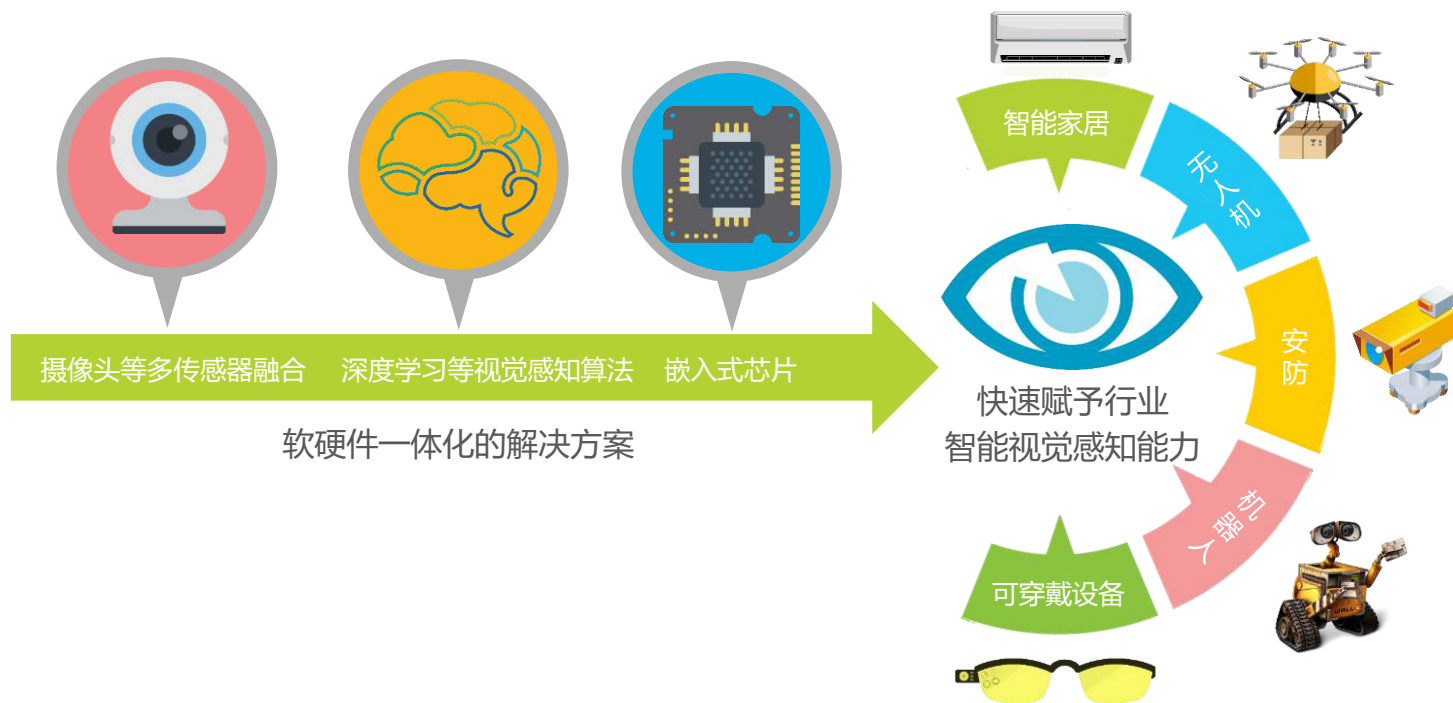 摄像头等多传感器融合
深度学习等视觉感知算法
嵌入式芯片
软硬件一体化的解决方案
快速赋予行业
智能视觉感知能力
智能家居
无人机
安防
机器人
WALL·E
可穿戴设备